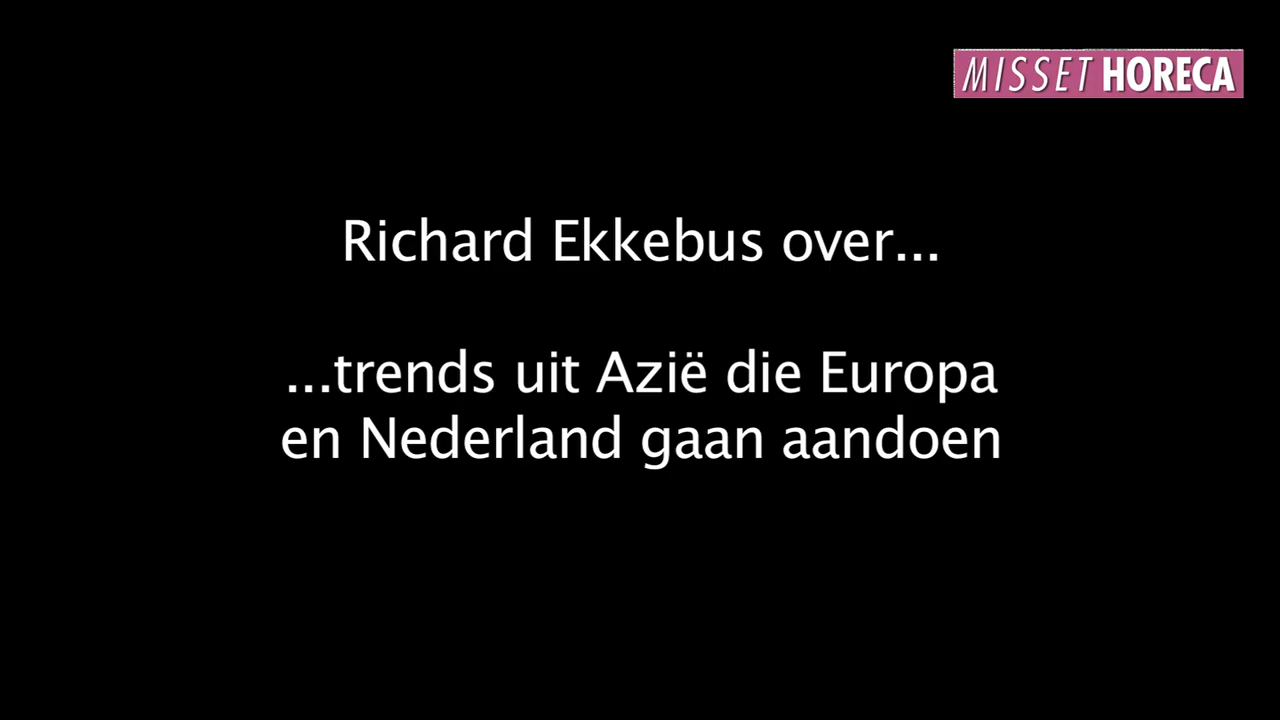 MISSET HORECA
Richard Ekkebus over...
...trends uit Azië die Europa
en Nederland gaan aandoen